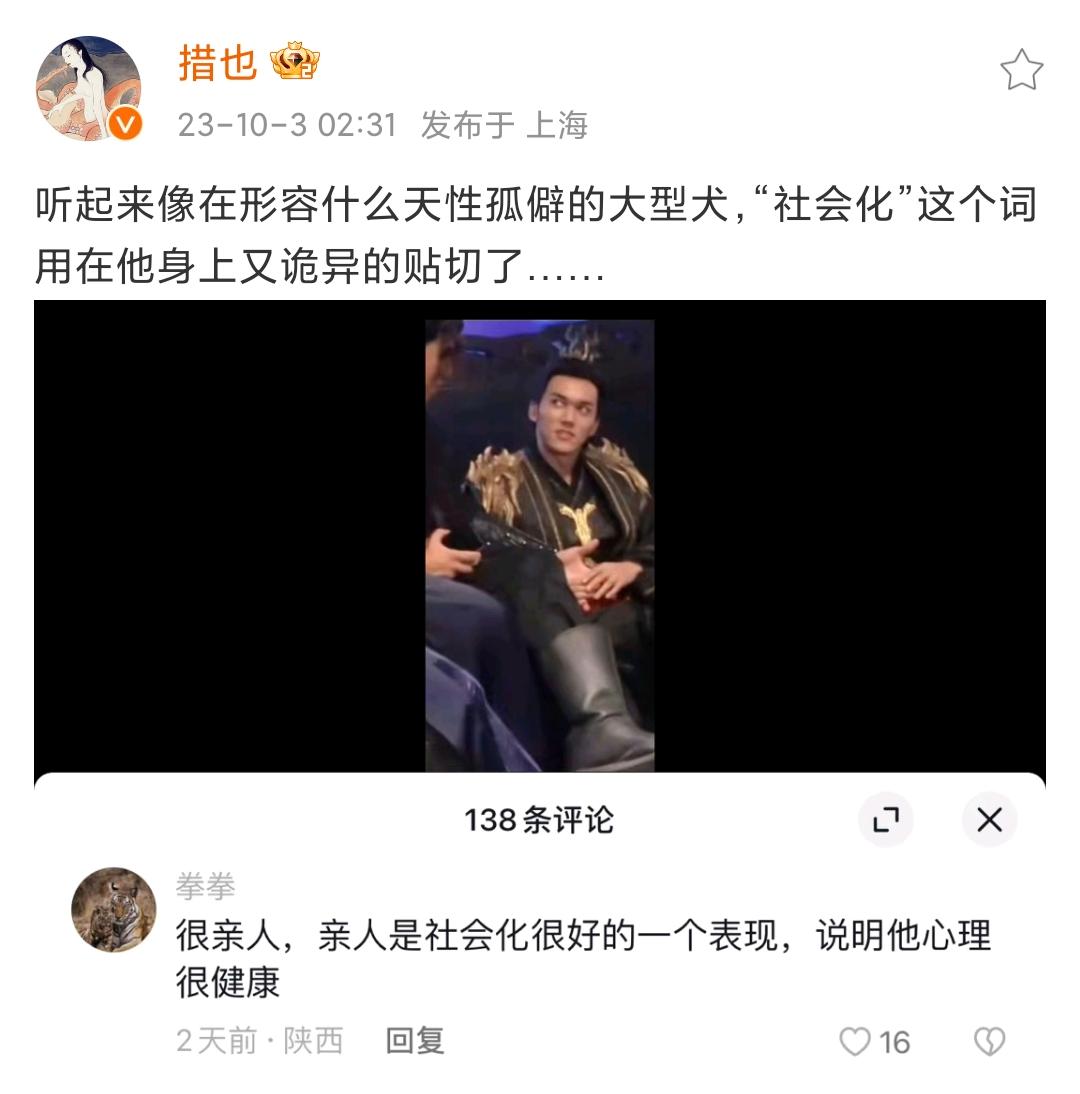 措也
23-10-3 02:31 发布于 上海
听起来像在形容什么天性孤僻的大型犬，“社会化”这个词
用在他身上又诡异的贴切了……
138条评论
拳拳
很亲人，亲人是社会化很好的一个表现，说明他心理
很健康
2天前·陕西 回复
16